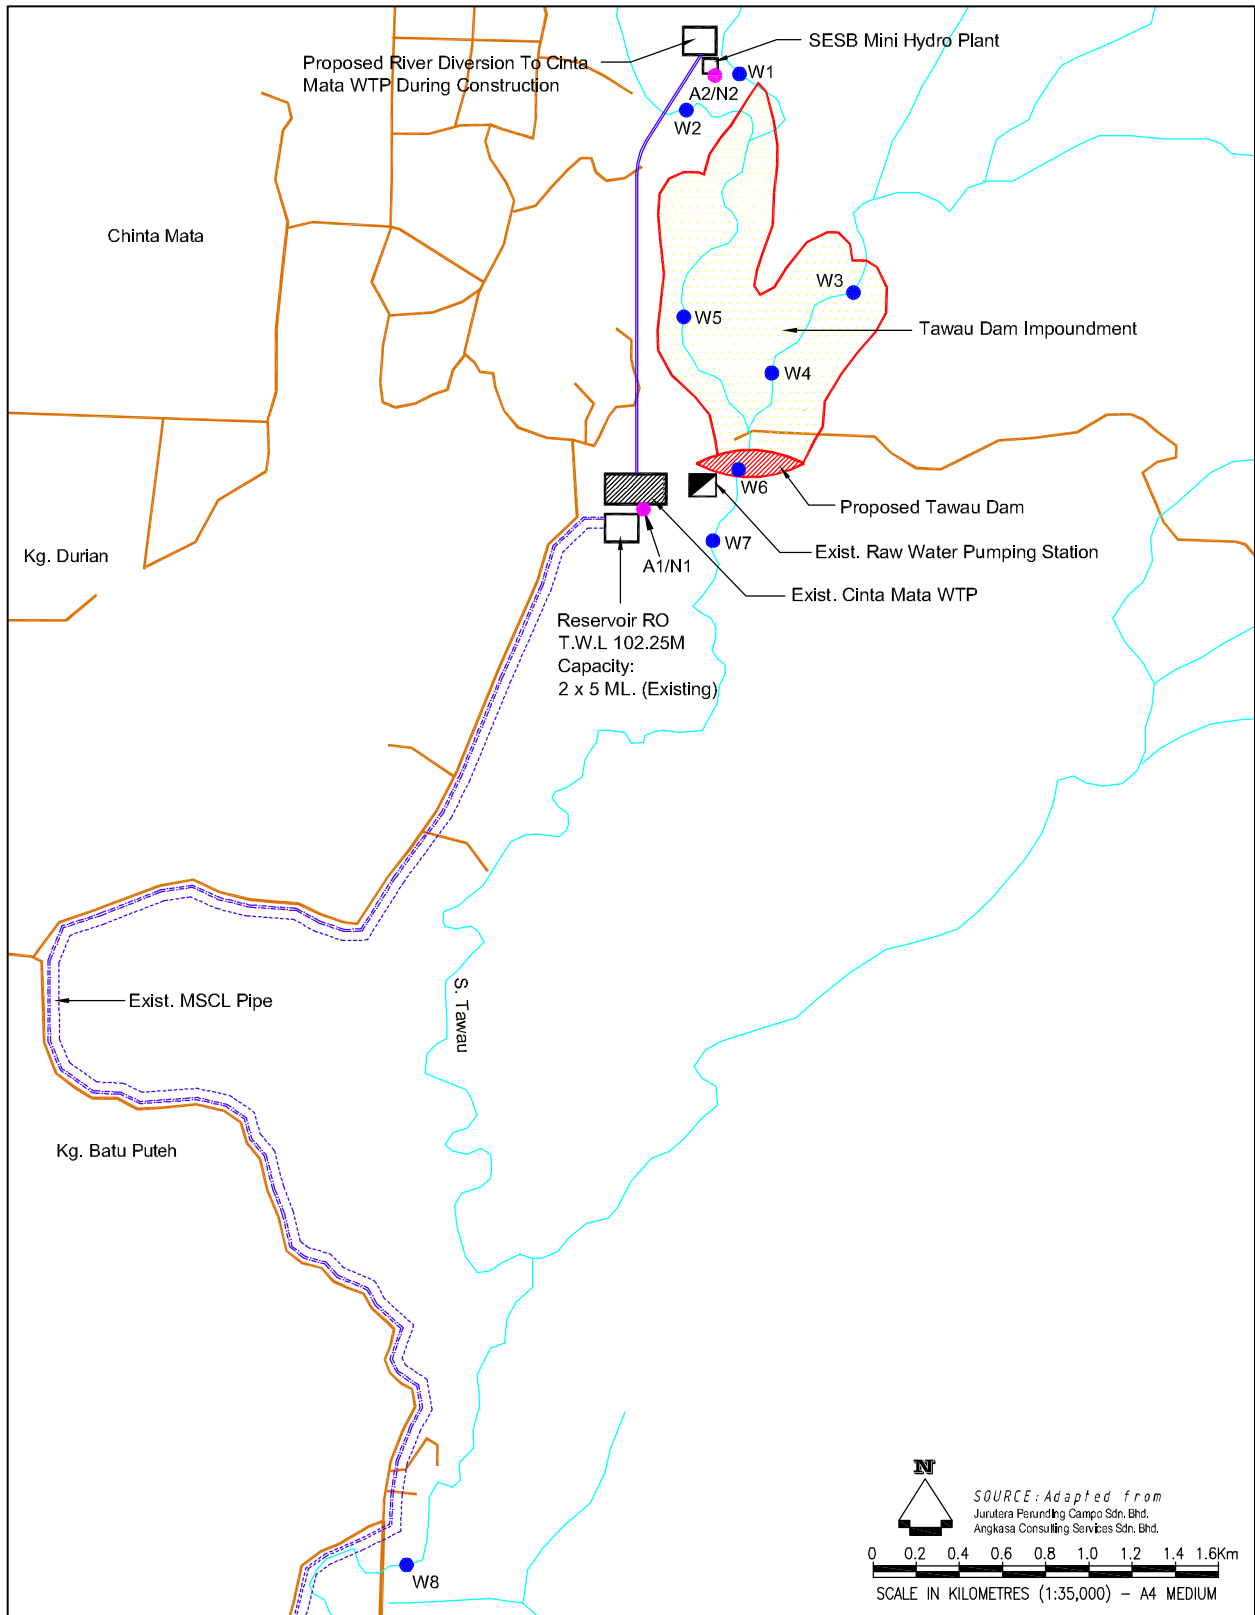 Proposed River Diversion To Cinta
Mata WTP During Construction
SESB Mini Hydro Plant
W1
A2/N2
W2
Chinta Mata
W3
W5
Tawau Dam Impoundment
W4
W6
Proposed Tawau Dam
W7
Exist. Raw Water Pumping Station
Kg. Durian
A1/N1
Exist. Cinta Mata WTP
Reservoir RO
T.W.L 102.25M
Capacity:
2 x 5 ML. (Existing)
S. Tawau
Exist. MSCL Pipe
Kg. Batu Puteh
W8
N
SOURCE: Adapted from
Jurutera Perunding Campo Sdn. Bhd.
Angkasa Consulting Services Sdn. Bhd.
0 0.2 0.4 0.6 0.8 1.0 1.2 1.4 1.6Km
SCALE IN KILOMETRES (1:35,000) – A4 MEDIUM